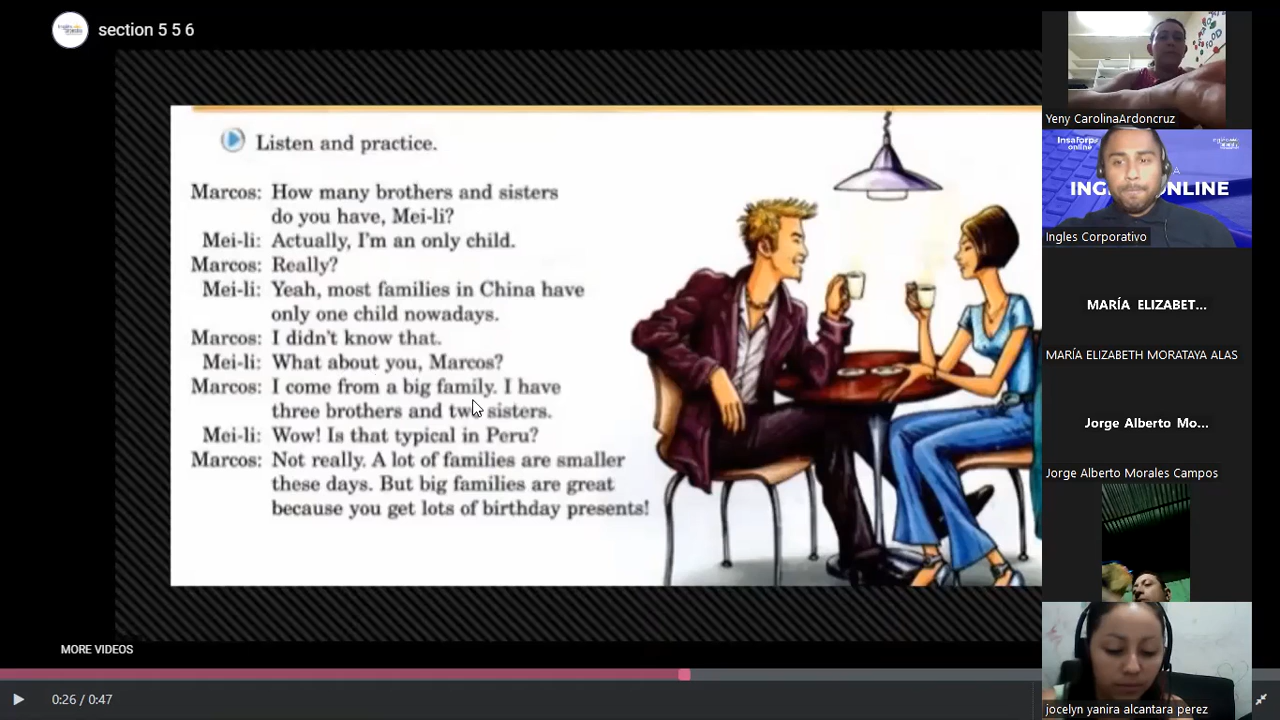 section 5 5 6
Listen and practice.
Marcos: How many brothers and sisters
do you have, Mei-li?
Mei-li: Actually, I'm an only child.
Marcos: Really?
Mei-li: Yeah, most families in China have
only one child nowadays.
Marcos: I didn't know that.
Mei-li: What about you, Marcos?
Marcos: I come from a big family. I have
three brothers and two sisters.
Mei-li: Wow! Is that typical in Peru?
Marcos: Not really. A lot of families are smaller
these days. But big families are great
because you get lots of birthday presents!
MORE VIDEOS
0:26 / 0:47
Yeny CarolinaArdoncruz
Insaforp
online
ONLINE
Ingles Corporativo
MARÍA ELIZABET...
MARÍA ELIZABETH MORATAYA ALAS
Jorge Alberto Mo...
Jorge Alberto Morales Campos
jocelyn yanira alcantara perez